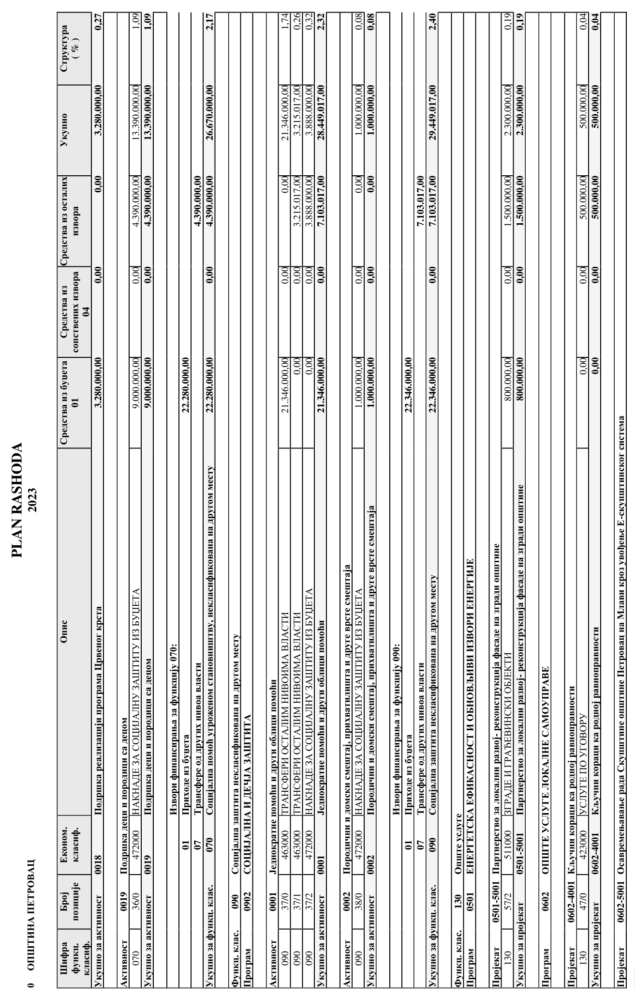 PLAN RASHODA
2023
0 ОПШТИНА ПЕТРОВАЦ
Шифра функц. класиф. Број позиције Економ. класиф. Опис Средства из буџета 01 Средства из сопствених извора 04 Средства из осталих извора Укупно Структура ( % )
Укупно за активност 0018 Подршка реализацији програма Црвеног крста 3.280.000,00 0,00 0,00 3.280.000,00 0,27
Активност 0019 Подршка деци и породици са децом
070 36/0 472000 НАКНАДЕ ЗА СОЦИЈАЛНУ ЗАШТИТУ ИЗ БУЏЕТА 9.000.000,00 0,00 4.390.000,00 13.390.000,00 1,09
Укупно за активност 0019 Подршка деци и породици са децом 9.000.000,00 0,00 4.390.000,00 13.390.000,00 1,09
Извори финансирања за функцију 070:
01 Приходе из буџета 22.280.000,00
07 Трансфере од других нивоа власти 4.390.000,00
Укупно за функц. клас. 070 Социјална помоћ угроженом становништву, некласификована на другом месту 22.280.000,00 0,00 4.390.000,00 26.670.000,00 2,17
Функц. клас. 090 Социјална заштита некласификована на другом месту
Програм 0902 СОЦИЈАЛНА И ДЕЧЈА ЗАШТИТА
Активност 0001 Једнократне помоћи и други облици помоћи
090 37/0 463000 ТРАНСФЕРИ ОСТАЛИМ НИВОИМА ВЛАСТИ 21.346.000,00 0,00 0,00 21.346.000,00 1,74
090 37/1 463000 ТРАНСФЕРИ ОСТАЛИМ НИВОИМА ВЛАСТИ 0,00 0,00 3.215.017,00 3.215.017,00 0,26
090 37/2 472000 НАКНАДЕ ЗА СОЦИЈАЛНУ ЗАШТИТУ ИЗ БУЏЕТА 0,00 0,00 3.888.000,00 3.888.000,00 0,32
Укупно за активност 0001 Једнократне помоћи и други облици помоћи 21.346.000,00 0,00 7.103.017,00 28.449.017,00 2,32
Активност 0002 Породични и домски смештај, прихватилишта и друге врсте смештаја
090 38/0 472000 НАКНАДЕ ЗА СОЦИЈАЛНУ ЗАШТИТУ ИЗ БУЏЕТА 1.000.000,00 0,00 0,00 1.000.000,00 0,08
Укупно за активност 0002 Породични и домски смештај, прихватилишта и друге врсте смештаја 1.000.000,00 0,00 0,00 1.000.000,00 0,08
Извори финансирања за функцију 090:
01 Приходе из буџета 22.346.000,00
07 Трансфере од других нивоа власти 7.103.017,00
Укупно за функц. клас. 090 Социјална заштита некласификована на другом месту 22.346.000,00 0,00 7.103.017,00 29.449.017,00 2,40
Функц. клас. 130 Опште услуге
Програм 0501 ЕНЕРГЕТСКА ЕФИКАСНОСТ И ОБНОВЉИВИ ИЗВОРИ ЕНЕРГИЈЕ
Пројекат 0501-5001 Партнерство за локални развој- реконструкција фасаде на згради општине
130 57/2 511000 ЗГРАДЕ И ГРАЂЕВИНСКИ ОБЈЕКТИ 800.000,00 0,00 1.500.000,00 2.300.000,00 0,19
Укупно за пројекат 0501-5001 Партнерство за локални развој- реконструкција фасаде на згради општине 800.000,00 0,00 1.500.000,00 2.300.000,00 0,19
Програм 0602 ОПШТЕ УСЛУГЕ ЛОКАЛНЕ САМОУПРАВЕ
Пројекат 0602-4001 Кључни кораци ка родној равноправности
130 47/0 423000 УСЛУГЕ ПО УГОВОРУ 0,00 0,00 500.000,00 500.000,00 0,04
Укупно за пројекат 0602-4001 Кључни кораци ка родној равноправности 0,00 0,00 500.000,00 500.000,00 0,04
Пројекат 0602-5001 Осавремењавање рада Скупштине општине Петровац на Млави кроз увођење Е-скупштинског система